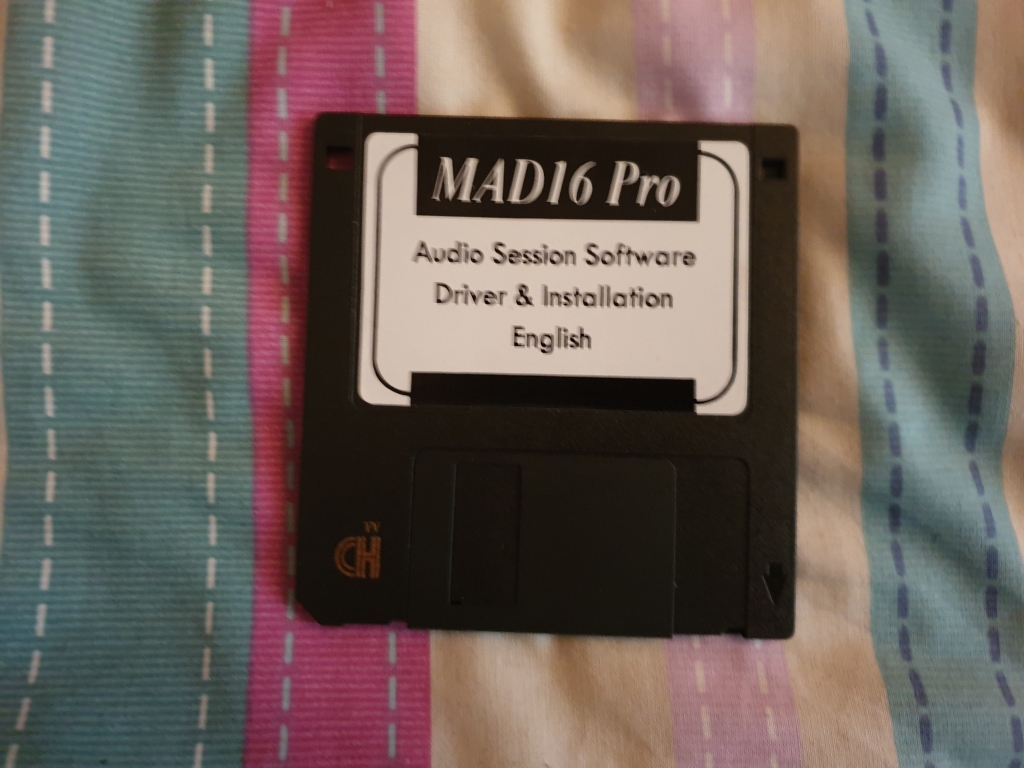 MAD16 Pro
Audio Session Software
Driver & Installation
English